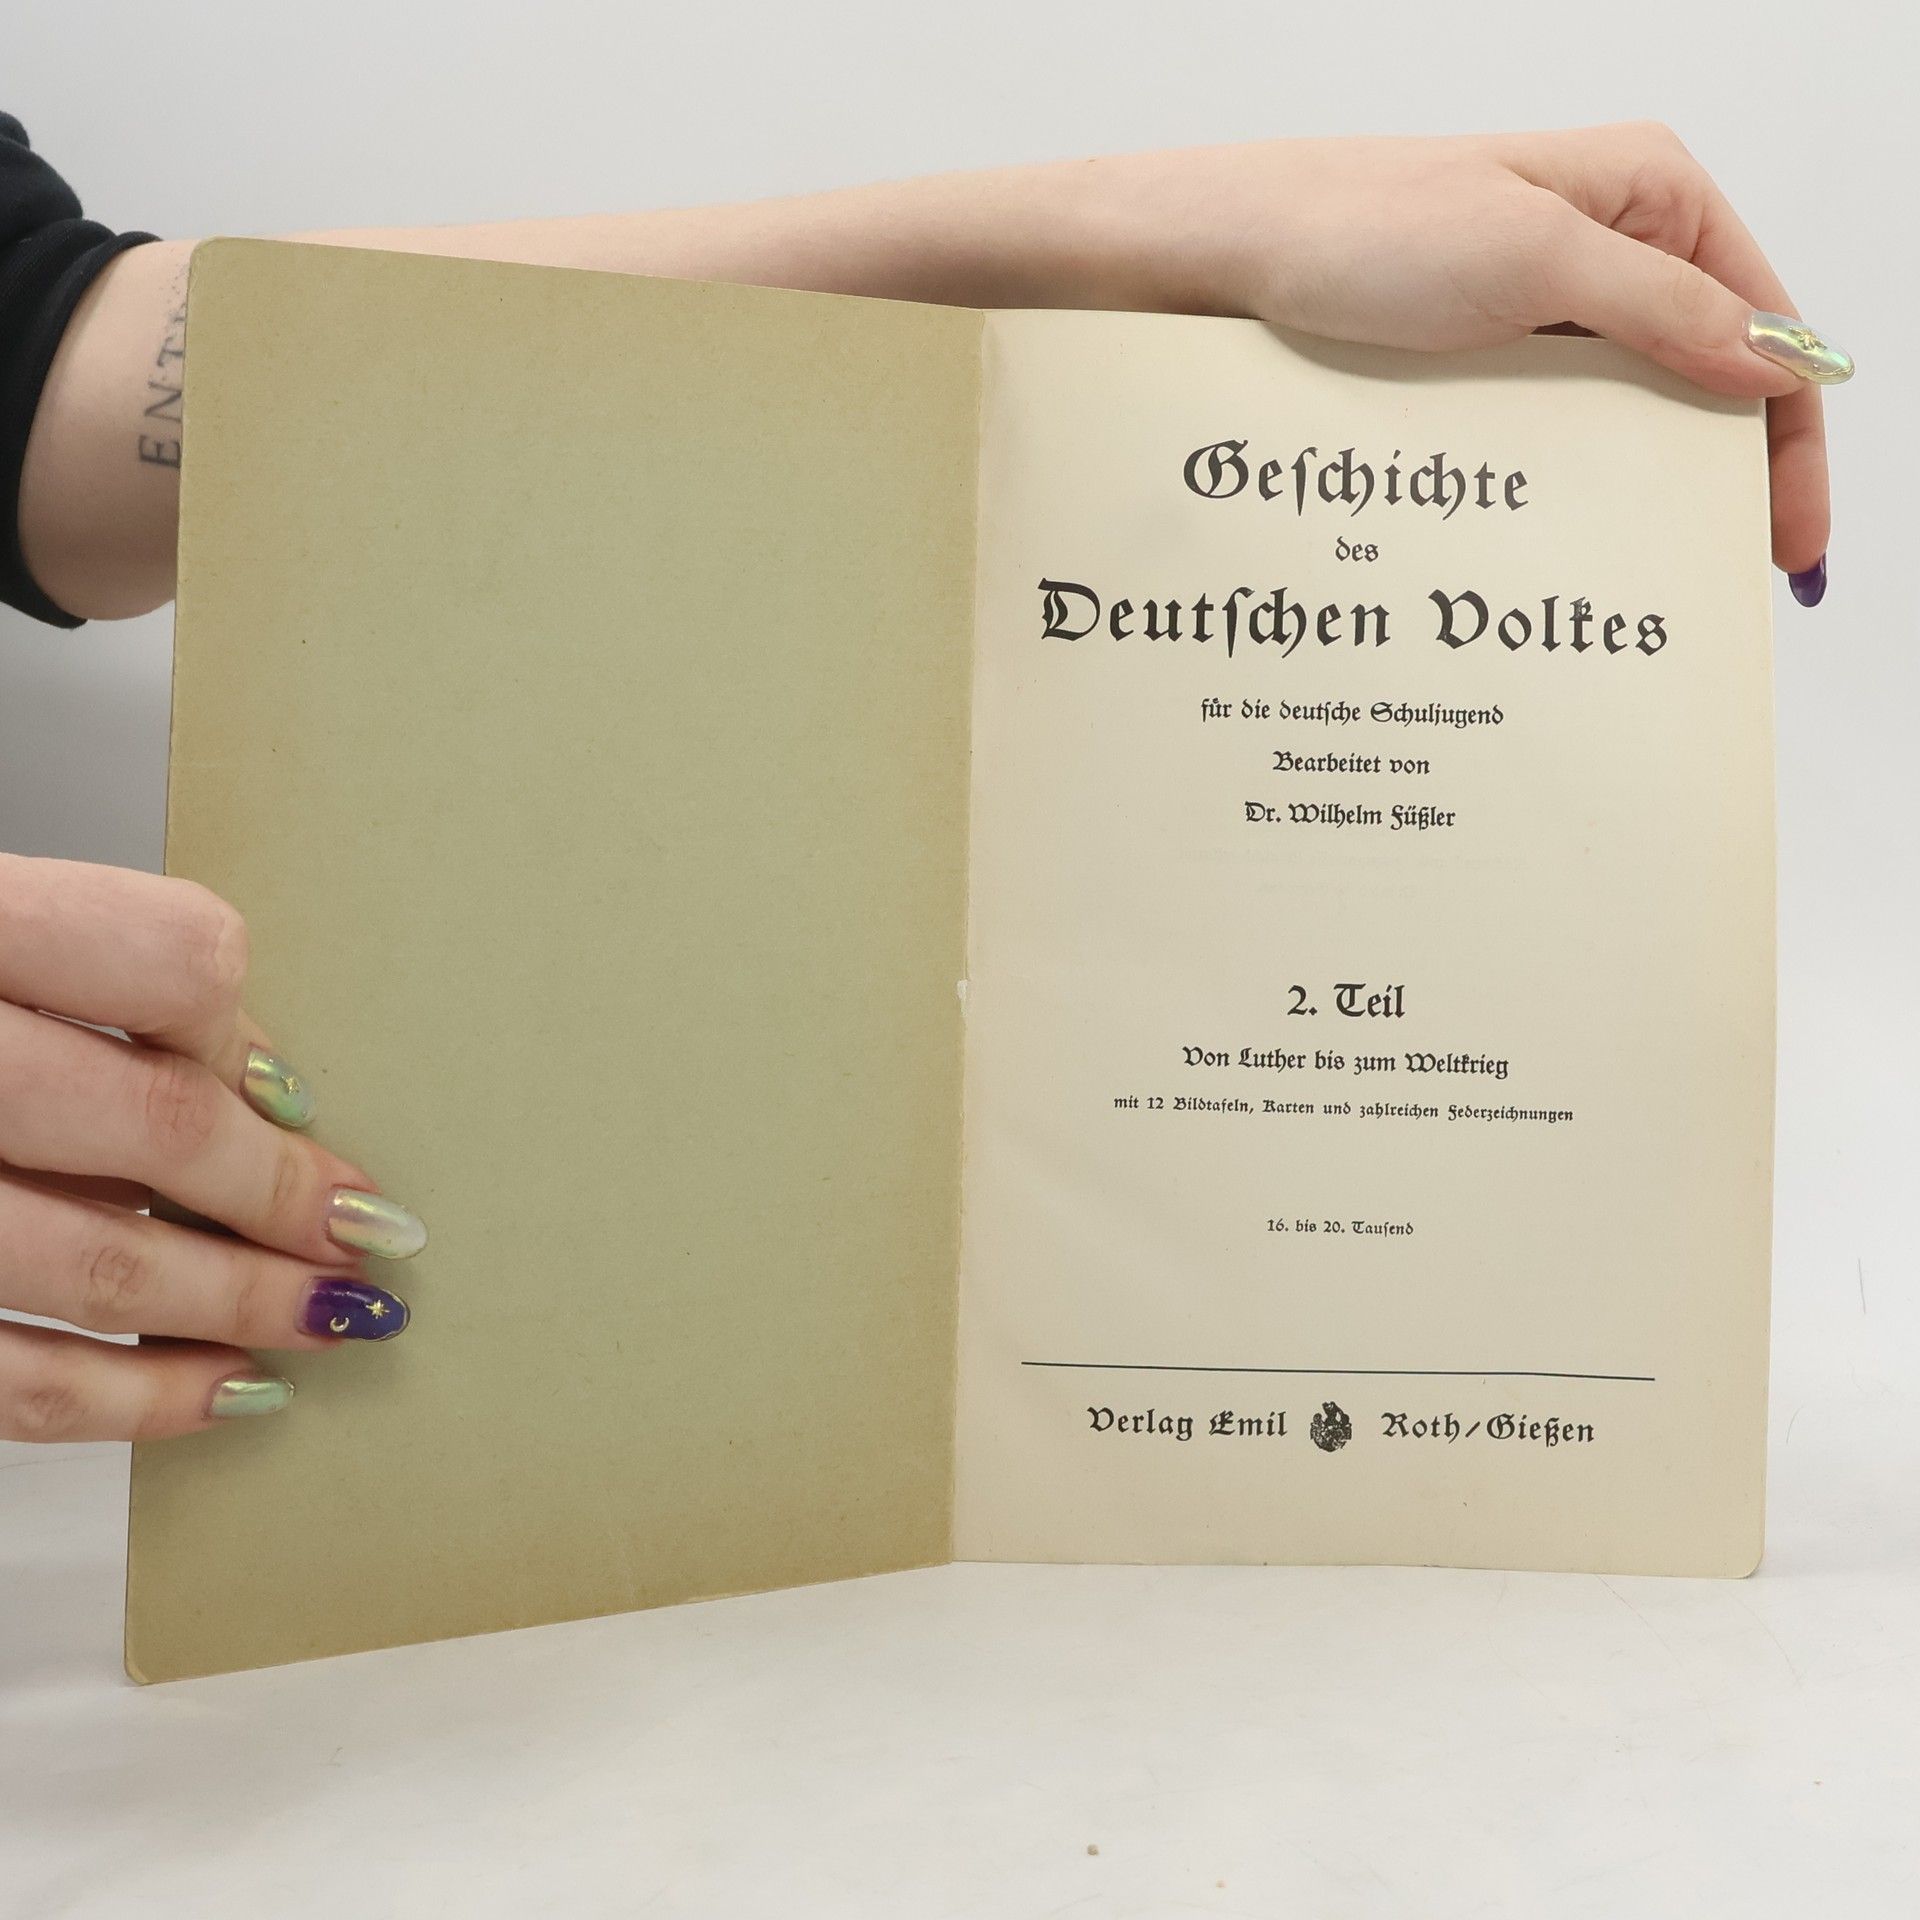 ENTR
Geſchichte
des
Deutſchen Volkes
für die deutſche Schuljugend
Bearbeitet von
Dr. Wilhelm Füßler
2. Teil
Von Luther bis zum Weltkrieg
mit 12 Bildtafeln, Karten und zahlreichen Federzeichnungen
16. bis 20. Tauſend
Verlag Emil Roth/Gießen